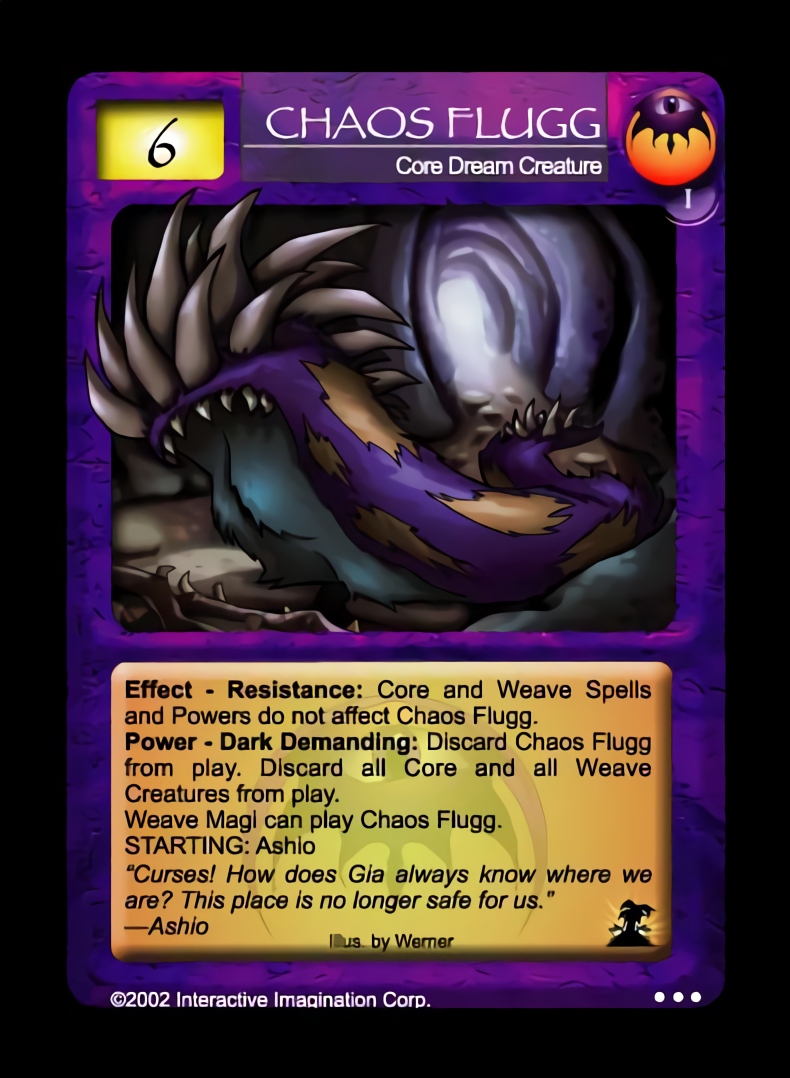 6
CHAOS FLUGG
Core Dream Creature
I
Effect - Resistance: Core and Weave Spells
and Powers do not affect Chaos Flugg.
Power - Dark Demanding: Discard Chaos Flugg
from play. Discard all Core and all Weave
Creatures from play.
Weave Magi can play Chaos Flugg.
STARTING: Ashio
“Curses! How does Gia always know where we
are? This place is no longer safe for us.”
—Ashio
Illus. by Werner
©2002 Interactive Imagination Corp.